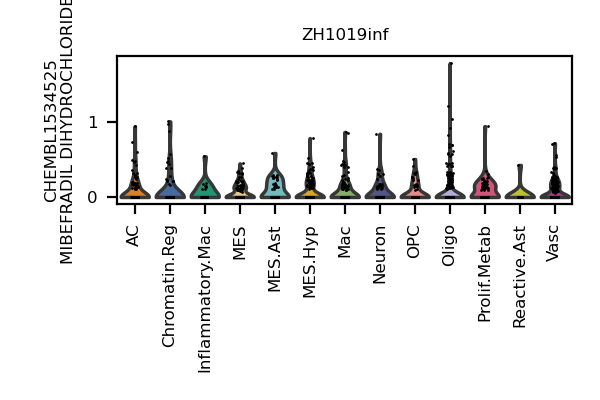 ZH1019inf
CHEMBL1534525
MIBEFRADIL DIHYDROCHLORIDE
1
0
AC
Chromatin.Reg
Inflammatory.Mac
MES
MES.Ast
MES.Hyp
Mac
Neuron
OPC
Oligo
Prolif.Metab
Reactive.Ast
Vasc